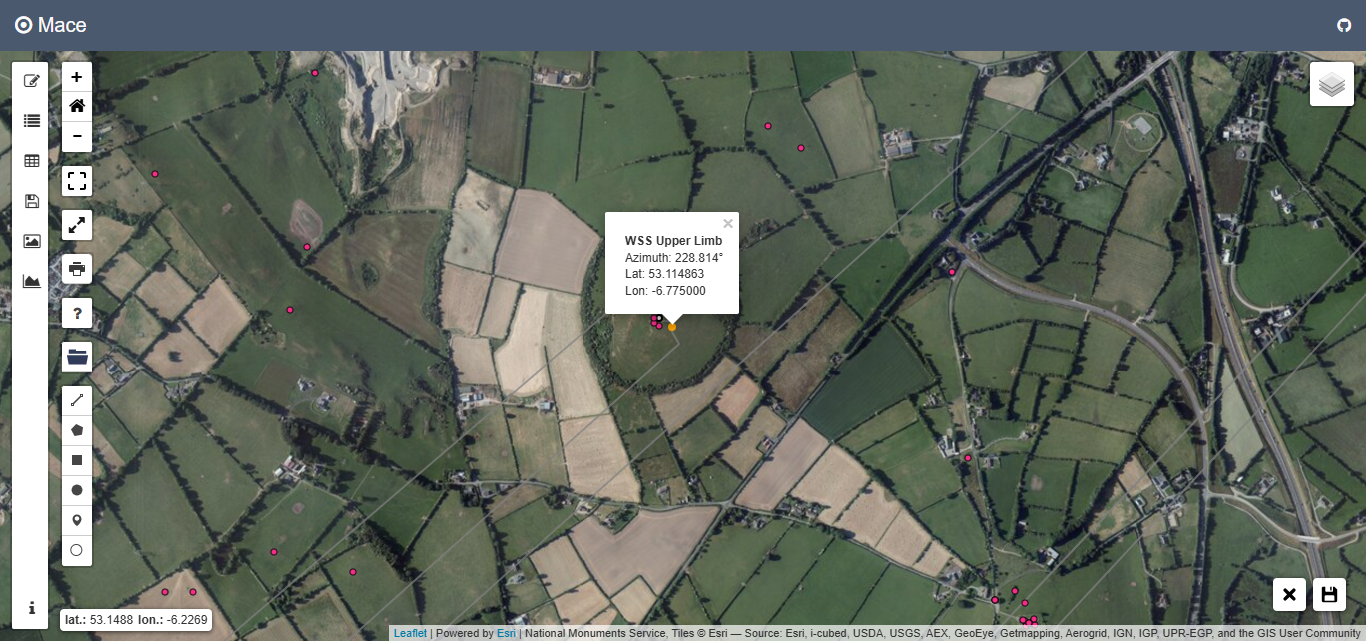 Mace
WSS Upper Limb
Azimuth: 228.814°
Lat: 53.114863
Lon: -6.775000
lat.: 53.1488 lon.: -6.2269
Leaflet | Powered by Esri | National Monuments Service, Tiles © Esri — Source: Esri, i-cubed, USDA, USGS, AEX, GeoEye, Getmapping, Aerogrid, IGN, IGP, UPR-EGP, and the GIS User Community